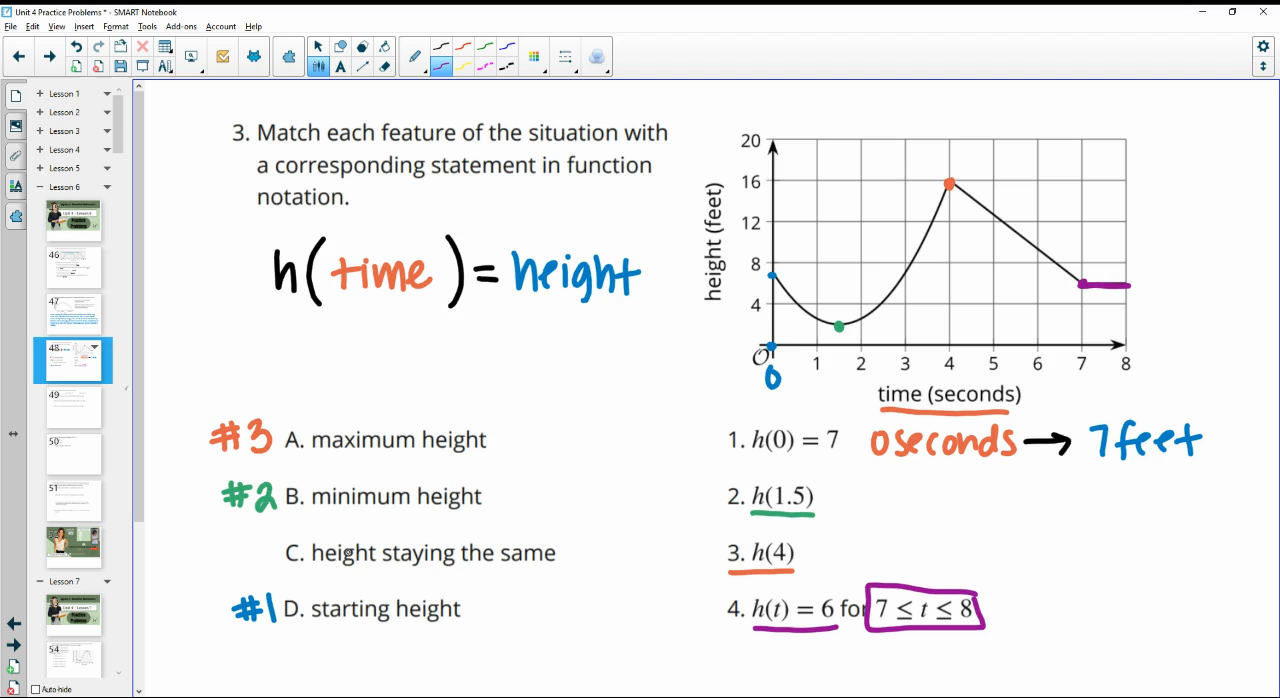 Unit 4 Practice Problems * - SMART Notebook
File Edit View Insert Format Tools Add-ons Account Help
Lesson 1
Lesson 2
Lesson 3
Lesson 4
Lesson 5
Lesson 6
46
47
48
49
50
51
Lesson 7
54
Auto-hide
3. Match each feature of the situation with
a corresponding statement in function
notation.
h(time) = height
20
16
12
8
4
height (feet)
O 1 2 3 4 5 6 7 8
0
time (seconds)
#3 A. maximum height
#2 B. minimum height
C. height staying the same
#1 D. starting height
1. h(0) = 7 0 seconds → 7 feet
2. h(1.5)
3. h(4)
4. h(t) = 6 for 7 ≤ t ≤ 8